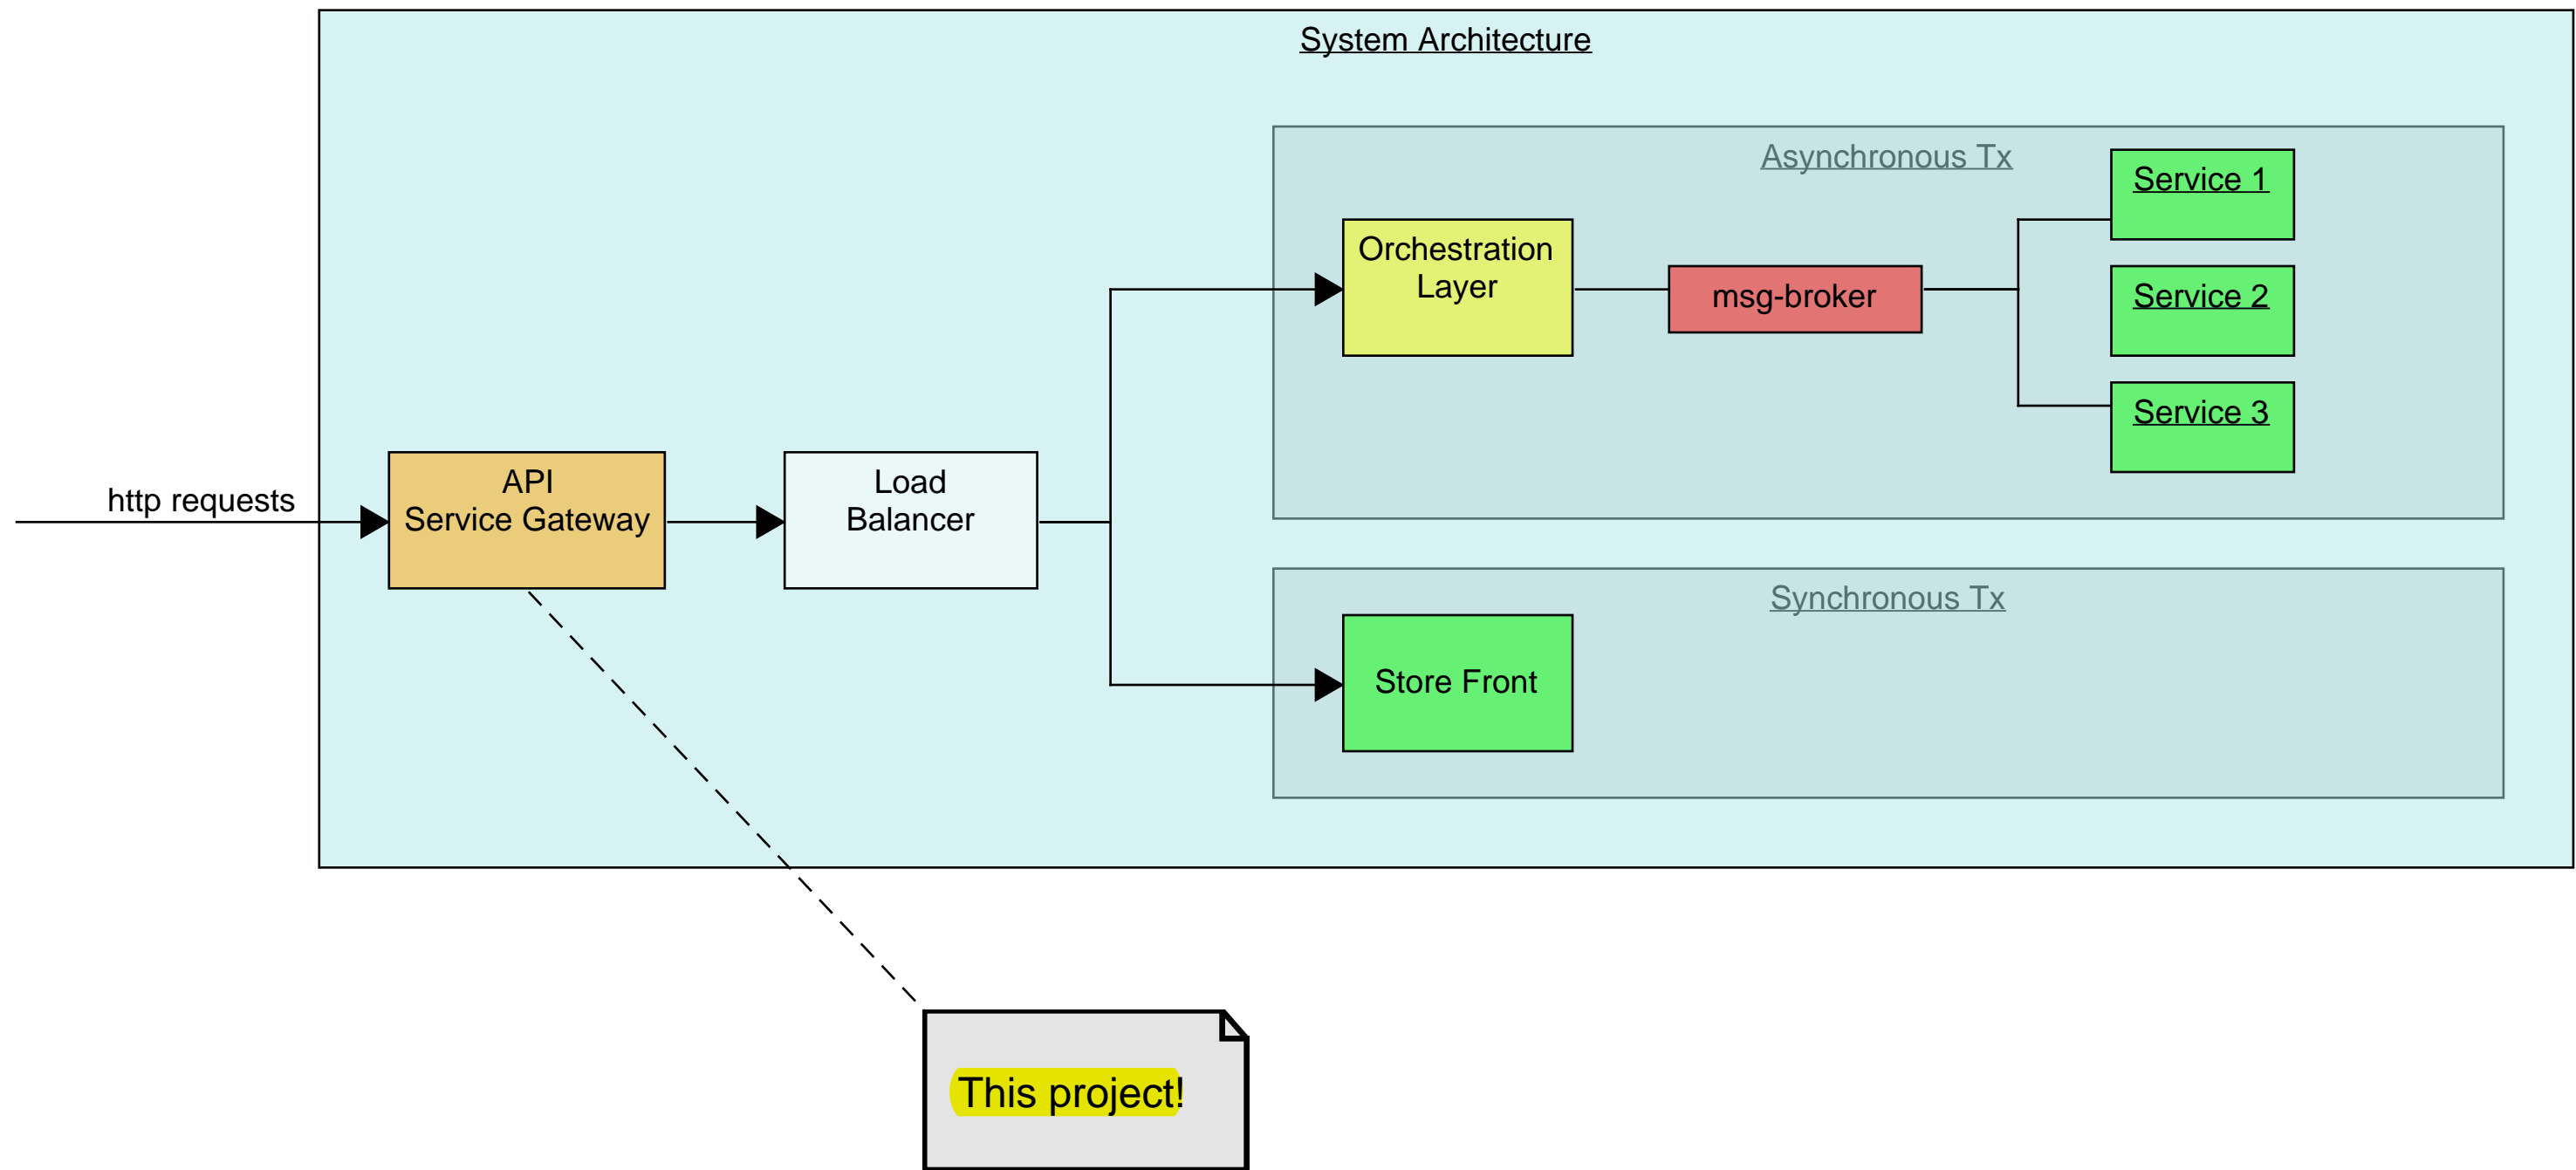 System Architecture
Asynchronous Tx
Service 1
Orchestration
Layer
msg-broker
Service 2
Service 3
http requests
API
Service Gateway
Load
Balancer
Synchronous Tx
Store Front
This project!